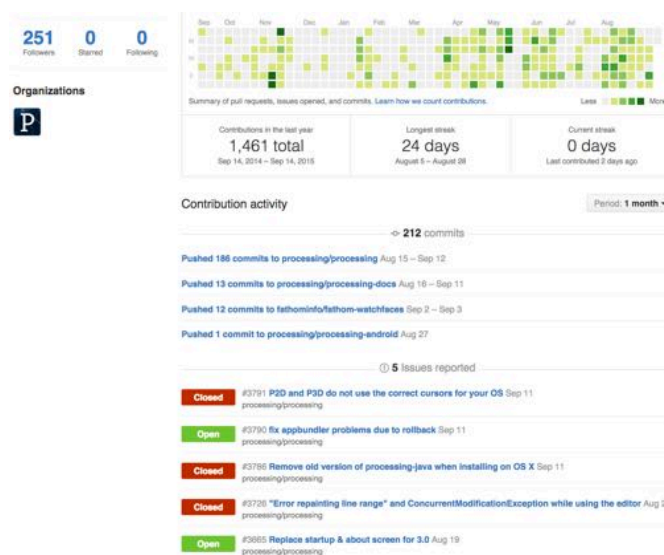 251 0 0
Followers Starred Following
Organizations
P
Sep Oct Nov Dec Jan Feb Mar Apr May Jun Jul Aug
M
W
F
Summary of pull requests, issues opened, and commits. Learn how we count contributions.
Less More
Contributions in the last year
1,461 total
Sep 14, 2014 – Sep 14, 2015
Longest streak
24 days
August 5 – August 28
Current streak
0 days
Last contributed 2 days ago
Contribution activity
Period: 1 month
212 commits
Pushed 186 commits to processing/processing Aug 15 – Sep 12
Pushed 13 commits to processing/processing-docs Aug 16 – Sep 11
Pushed 12 commits to fathominfo/fathom-watchfaces Sep 2 – Sep 3
Pushed 1 commit to processing/processing-android Aug 27
5 Issues reported
Closed #3791 P2D and P3D do not use the correct cursors for your OS Sep 11
processing/processing
Open #3790 fix appbundler problems due to rollback Sep 11
processing/processing
Closed #3786 Remove old version of processing-java when installing on OS X Sep 11
processing/processing
Closed #3726 "Error repainting line range" and ConcurrentModificationException while using the editor Aug
processing/processing
Open #3665 Replace startup & about screen for 3.0 Aug 19
processing/processing